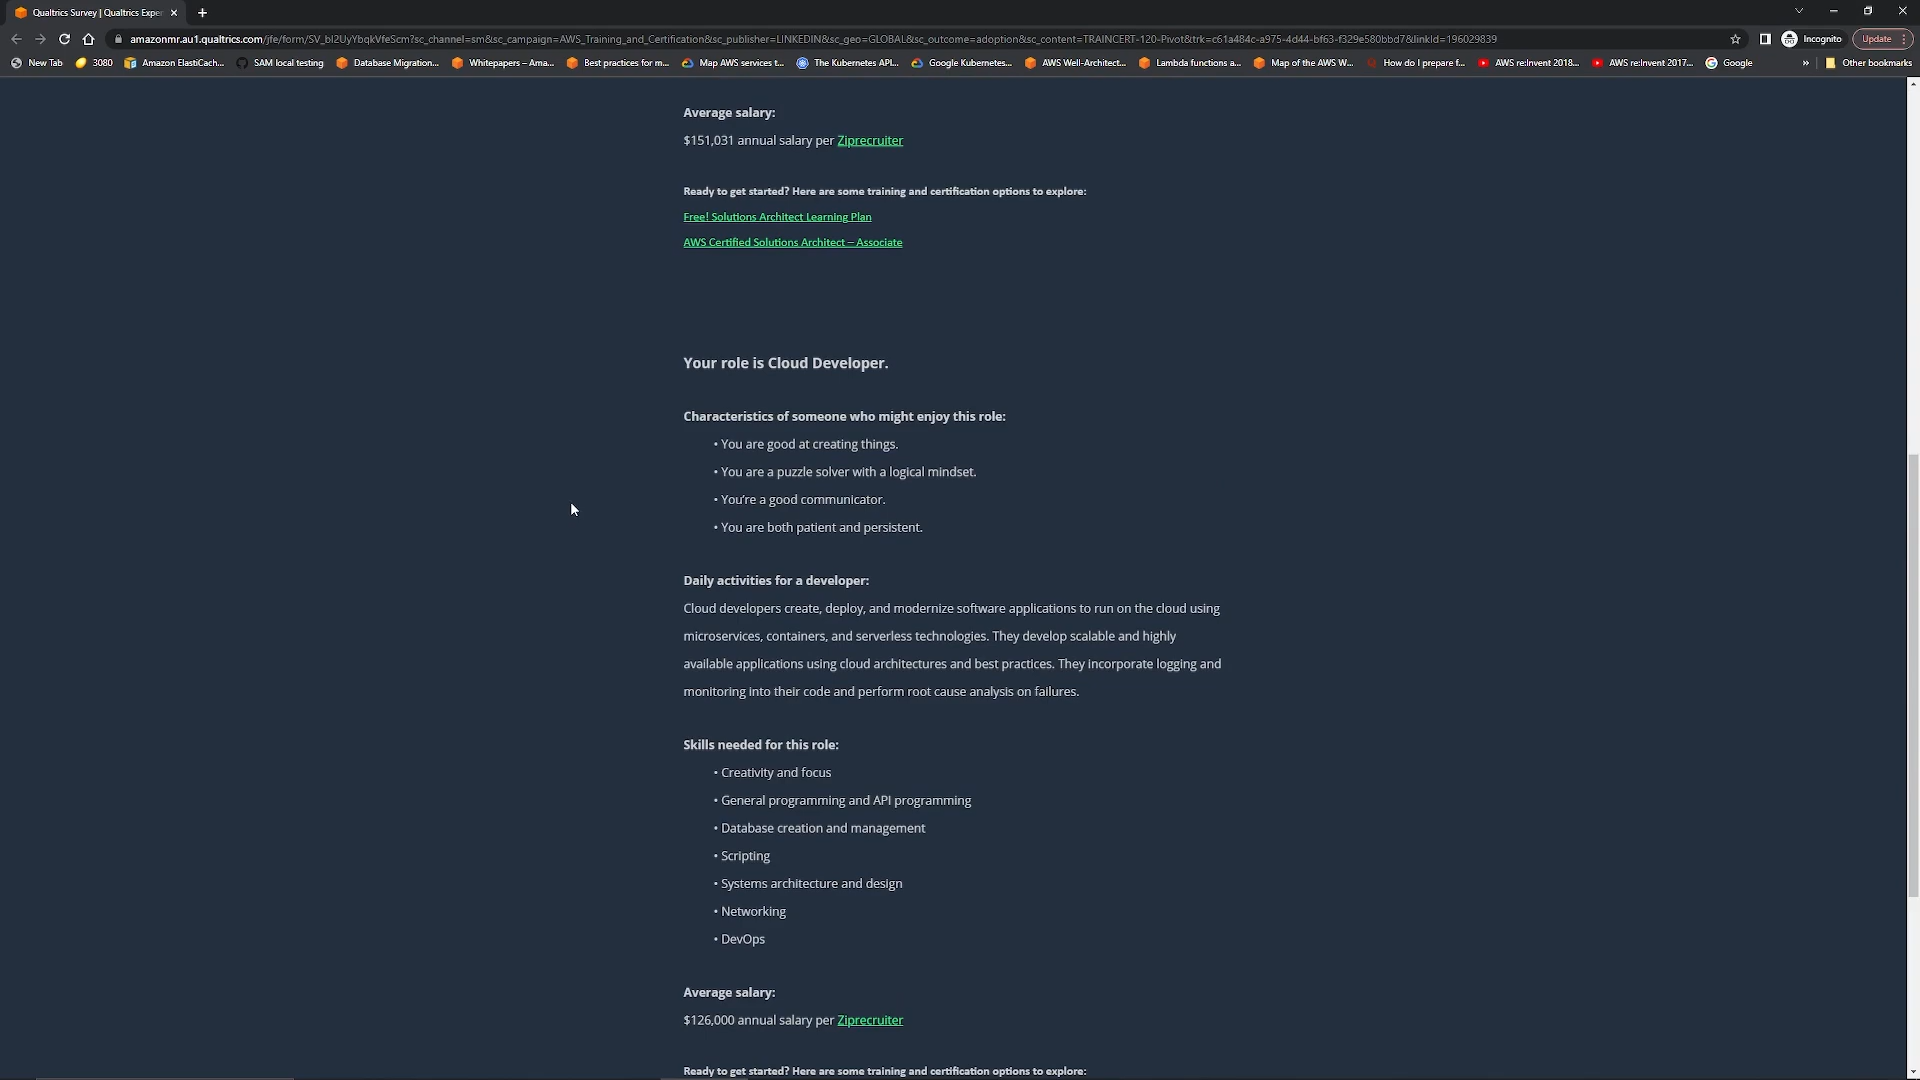 Qualtrics Survey | Qualtrics Exper
amazonmr.au1.qualtrics.com/jfe/form/SV_bI2UyYbqkVfeScm?sc_channel=sm&sc_campaign=AWS_Training_and_Certification&sc_publisher=LINKEDIN&sc_geo=GLOBAL&sc_outcome=adoption&sc_content=TRAINCERT-120-Pivot&trk=c61a484c-a975-4d44-bf63-f329e580bbd7&linkId=196029839
Incognito
Update
New Tab
3080
Amazon ElastiCach...
SAM local testing
Database Migration...
Whitepapers – Ama...
Best practices for m...
Map AWS services t...
The Kubernetes API...
Google Kubernetes...
AWS Well-Architect...
Lambda functions a...
Map of the AWS W...
How do I prepare f...
AWS re:Invent 2018...
AWS re:Invent 2017...
Google
»
Other bookmarks
Average salary:
$151,031 annual salary per Ziprecruiter
Ready to get started? Here are some training and certification options to explore:
Free! Solutions Architect Learning Plan
AWS Certified Solutions Architect – Associate
Your role is Cloud Developer.
Characteristics of someone who might enjoy this role:
• You are good at creating things.
• You are a puzzle solver with a logical mindset.
• You're a good communicator.
• You are both patient and persistent.
Daily activities for a developer:
Cloud developers create, deploy, and modernize software applications to run on the cloud using
microservices, containers, and serverless technologies. They develop scalable and highly
available applications using cloud architectures and best practices. They incorporate logging and
monitoring into their code and perform root cause analysis on failures.
Skills needed for this role:
• Creativity and focus
• General programming and API programming
• Database creation and management
• Scripting
• Systems architecture and design
• Networking
• DevOps
Average salary:
$126,000 annual salary per Ziprecruiter
Ready to get started? Here are some training and certification options to explore: